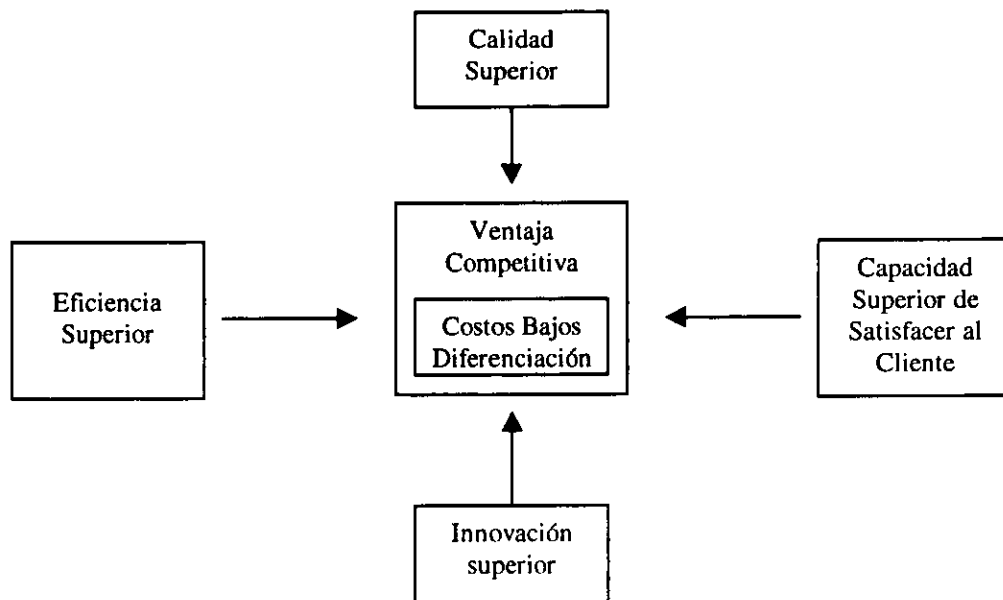 Calidad
Superior
Ventaja
Competitiva
Costos Bajos
Diferenciación
Eficiencia
Superior
Capacidad
Superior de
Satisfacer al
Cliente
Innovación
superior